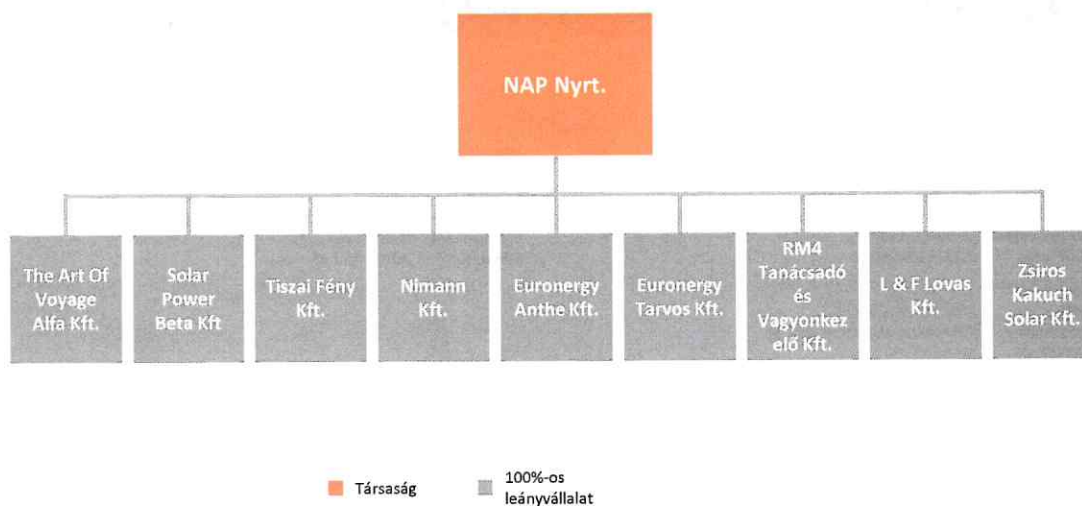 NAP Nyrt.
The Art Of
Voyage
Alfa Kft.
Solar
Power
Beta Kft
Tiszai Fény
Kft.
Nimann
Kft.
Euronergy
Anthe Kft.
Euronergy
Tarvos Kft.
RM4
Tanácsadó
és
Vagyonkez
elő Kft.
L & F Lovas
Kft.
Zsiros
Kakuch
Solar Kft.
Társaság
100%-os
leányvállalat